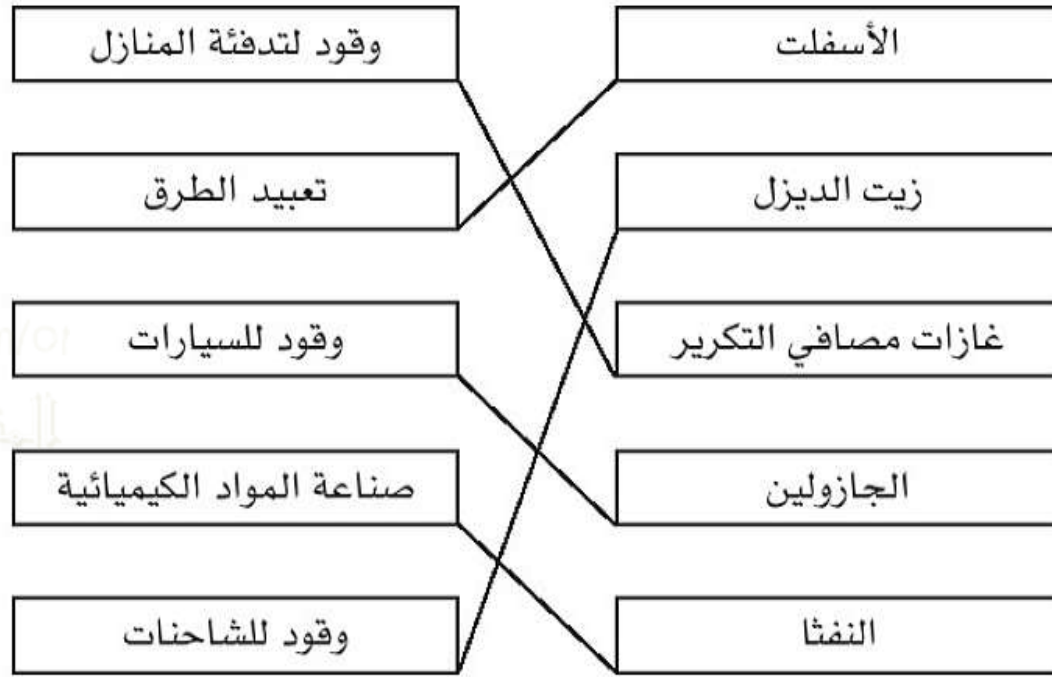 الأسفلت
وقود لتدفئة المنازل
زيت الديزل
تعبيد الطرق
غازات مصافي التكرير
وقود للسيارات
الجازولين
صناعة المواد الكيميائية
النفثا
وقود للشاحنات